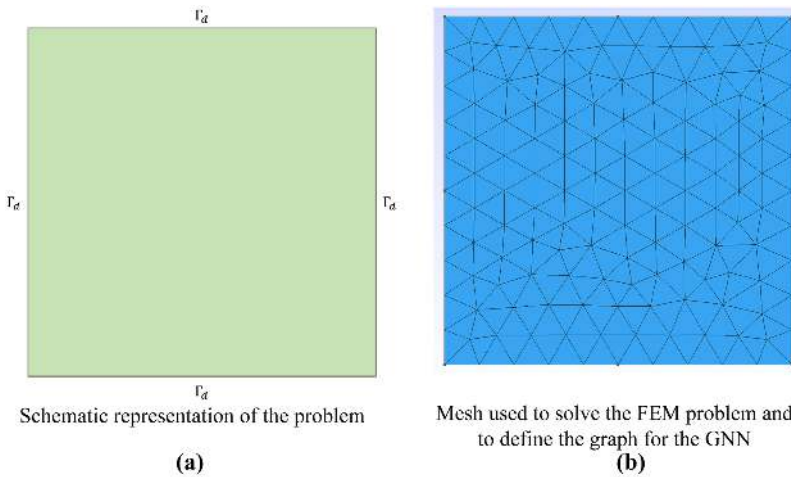 Γd
Γd
Γd
Γd
Schematic representation of the problem
(a)
Mesh used to solve the FEM problem and
to define the graph for the GNN
(b)